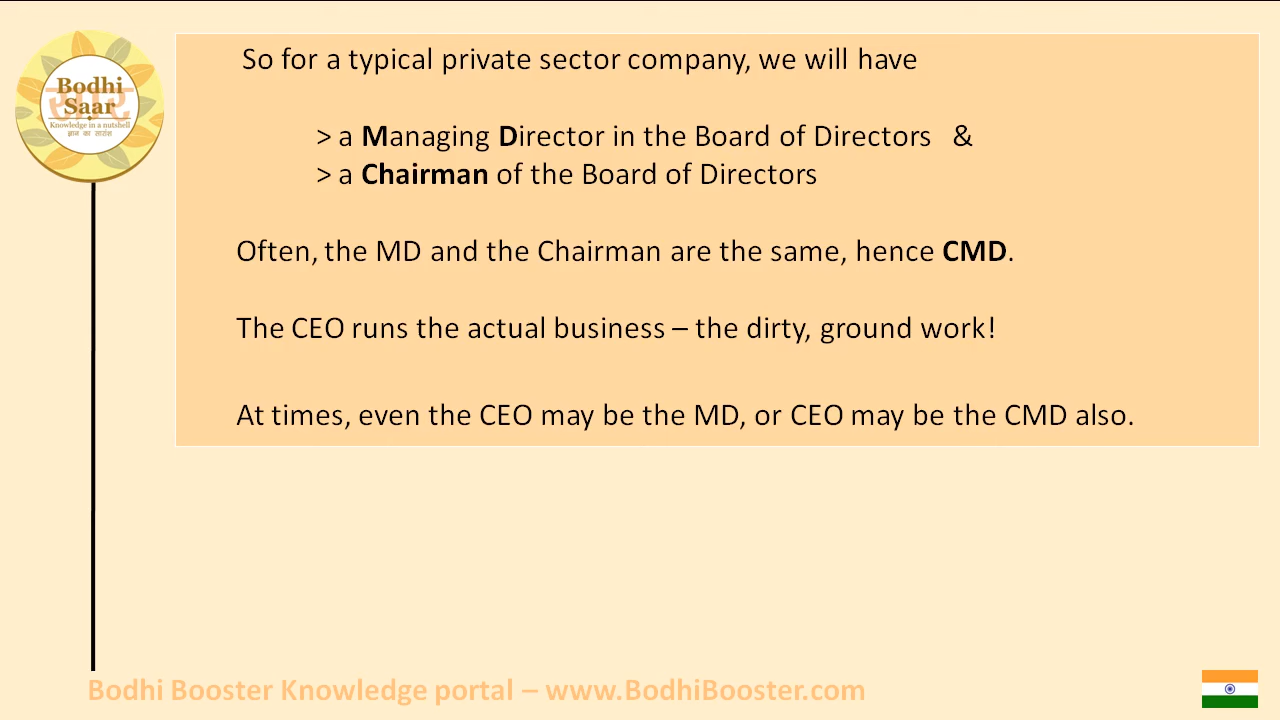 Bodhi
Saar
Knowledge in a nutshell
ज्ञान का सारांश
So for a typical private sector company, we will have
> a Managing Director in the Board of Directors &
> a Chairman of the Board of Directors
Often, the MD and the Chairman are the same, hence CMD.
The CEO runs the actual business – the dirty, ground work!
At times, even the CEO may be the MD, or CEO may be the CMD also.
Bodhi Booster Knowledge portal – www.BodhiBooster.com